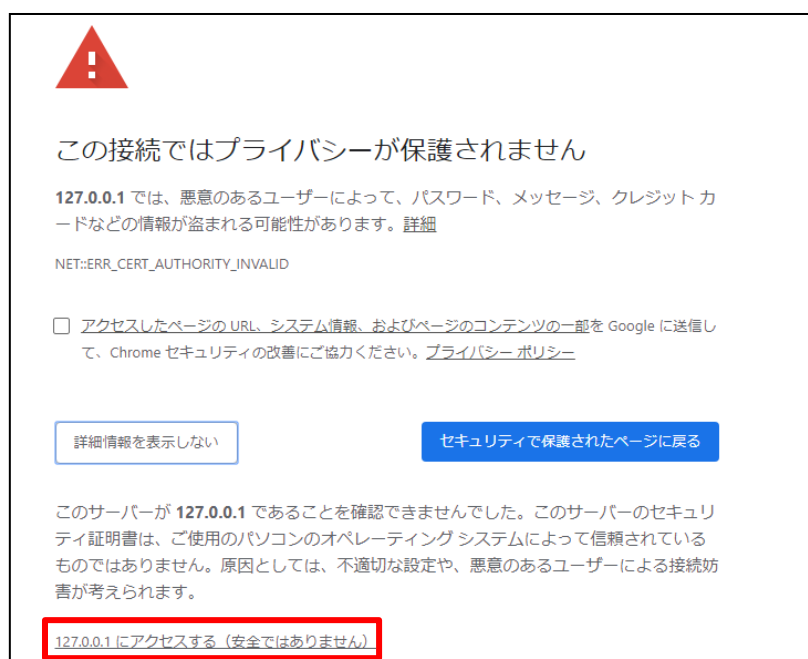 この接続ではプライバシーが保護されません
127.0.0.1 では、悪意のあるユーザーによって、パスワード、メッセージ、クレジット カ
ードなどの情報が盗まれる可能性があります。詳細
NET::ERR_CERT_AUTHORITY_INVALID
アクセスしたページの URL、システム情報、およびページのコンテンツの一部を Google に送信し
て、Chrome セキュリティの改善にご協力ください。プライバシー ポリシー
詳細情報を表示しない
セキュリティで保護されたページに戻る
このサーバーが 127.0.0.1 であることを確認できませんでした。このサーバーのセキュリ
ティ証明書は、ご使用のパソコンのオペレーティング システムによって信頼されている
ものではありません。原因としては、不適切な設定や、悪意のあるユーザーによる接続妨
害が考えられます。
127.0.0.1 にアクセスする（安全ではありません）